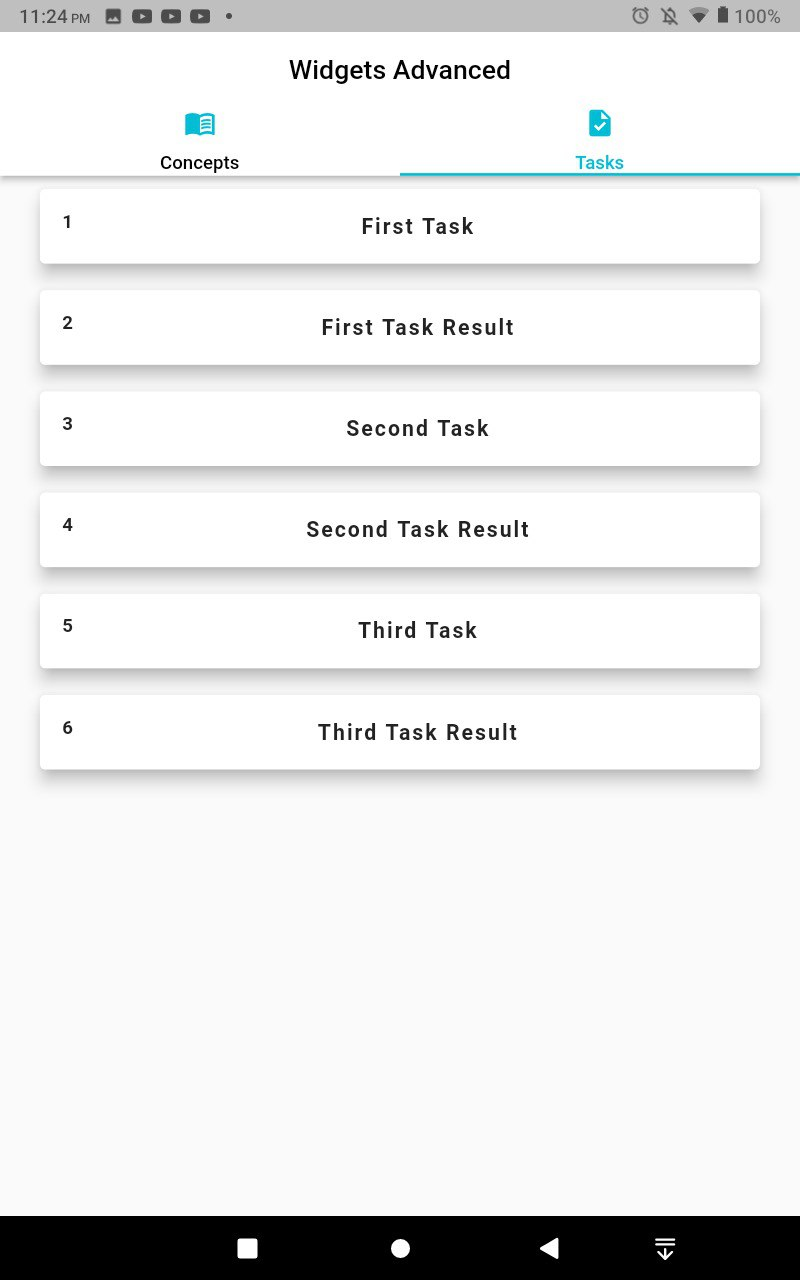 11:24 PM
100%
Widgets Advanced
Concepts
Tasks
1
First Task
2
First Task Result
3
Second Task
4
Second Task Result
5
Third Task
6
Third Task Result